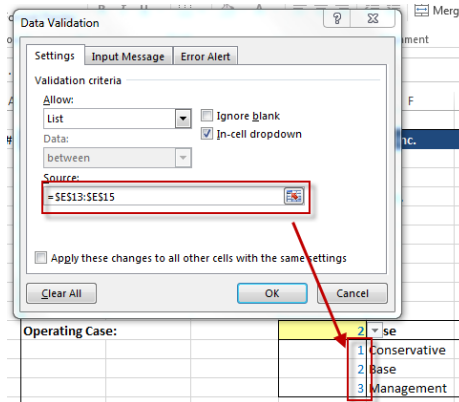 Merg
Data Validation
ment
Settings Input Message Error Alert
Validation criteria
Allow:
List
Ignore blank
Data:
In-cell dropdown
between
Source:
=$E$13:$E$15
Apply these changes to all other cells with the same settings
Clear All OK Cancel
F
#
nc.
Operating Case: 2 se
1 Conservative
2 Base
3 Management